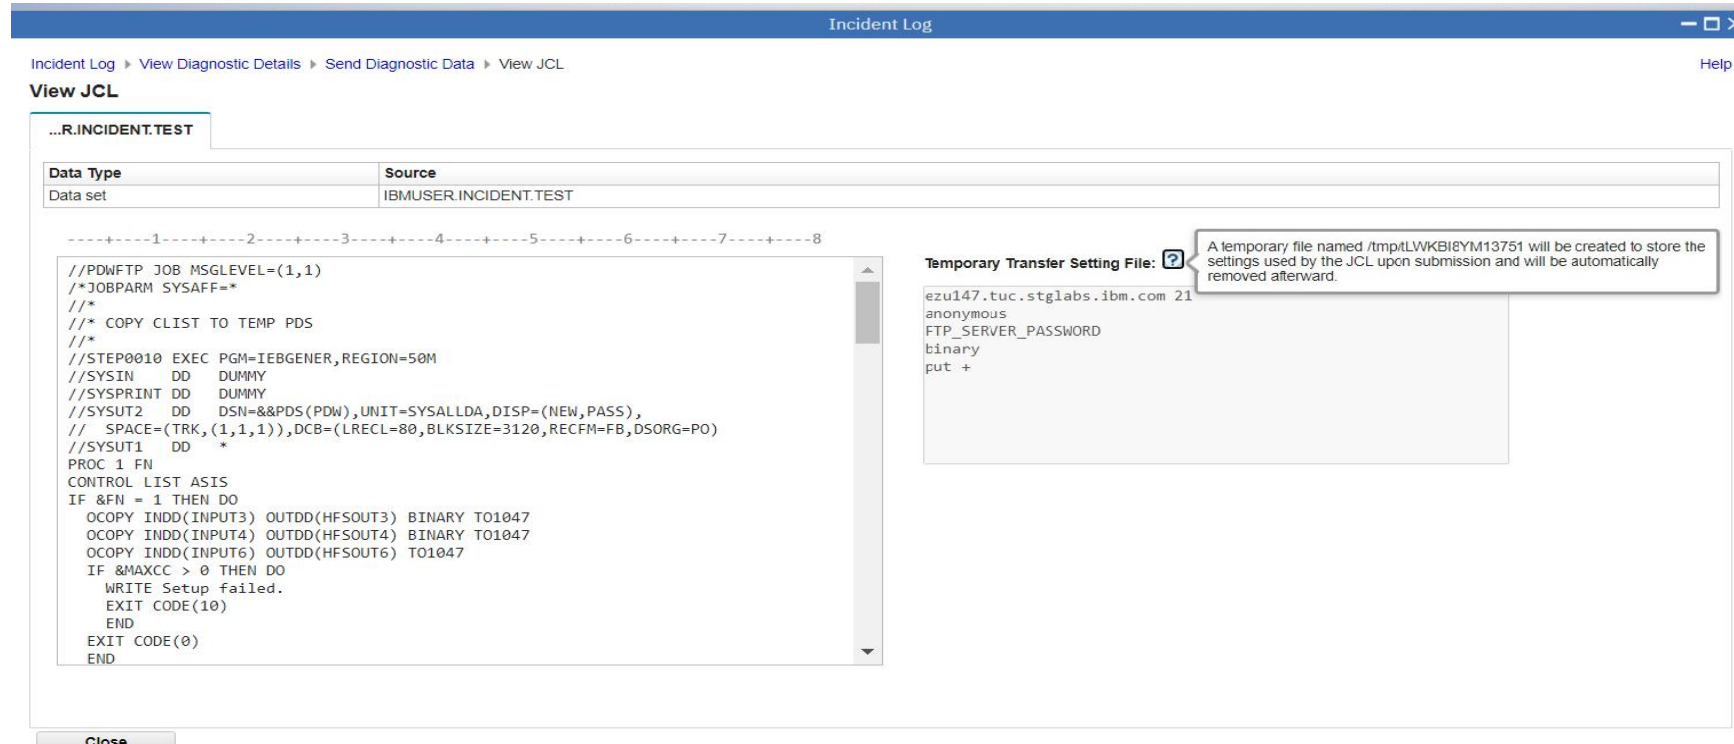 Incident Log
Incident Log ▸ View Diagnostic Details ▸ Send Diagnostic Data ▸ View JCL
Help
View JCL
...R.INCIDENT.TEST
Data Type Source
Data set IBMUSER.INCIDENT.TEST
----+----1----+----2----+----3----+----4----+----5----+----6----+----7----+----8
//PDWFTP JOB MSGLEVEL=(1,1)
/*JOBPARM SYSAFF=*
//*
//* COPY CLIST TO TEMP PDS
//*
//STEP0010 EXEC PGM=IEBGENER,REGION=50M
//SYSIN    DD   DUMMY
//SYSPRINT DD   DUMMY
//SYSUT2   DD   DSN=&&PDS(PDW),UNIT=SYSALLDA,DISP=(NEW,PASS),
//  SPACE=(TRK,(1,1,1)),DCB=(LRECL=80,BLKSIZE=3120,RECFM=FB,DSORG=PO)
//SYSUT1   DD   *
PROC 1 FN
CONTROL LIST ASIS
IF &FN = 1 THEN DO
  OCOPY INDD(INPUT3) OUTDD(HFSOUT3) BINARY TO1047
  OCOPY INDD(INPUT4) OUTDD(HFSOUT4) BINARY TO1047
  OCOPY INDD(INPUT6) OUTDD(HFSOUT6) TO1047
  IF &MAXCC > 0 THEN DO
    WRITE Setup failed.
    EXIT CODE(10)
    END
  EXIT CODE(0)
  END
Temporary Transfer Setting File: ?
A temporary file named /tmp/tLWKBI8YM13751 will be created to store the
settings used by the JCL upon submission and will be automatically
removed afterward.
ezu147.tuc.stglabs.ibm.com 21
anonymous
FTP_SERVER_PASSWORD
binary
put +
Close